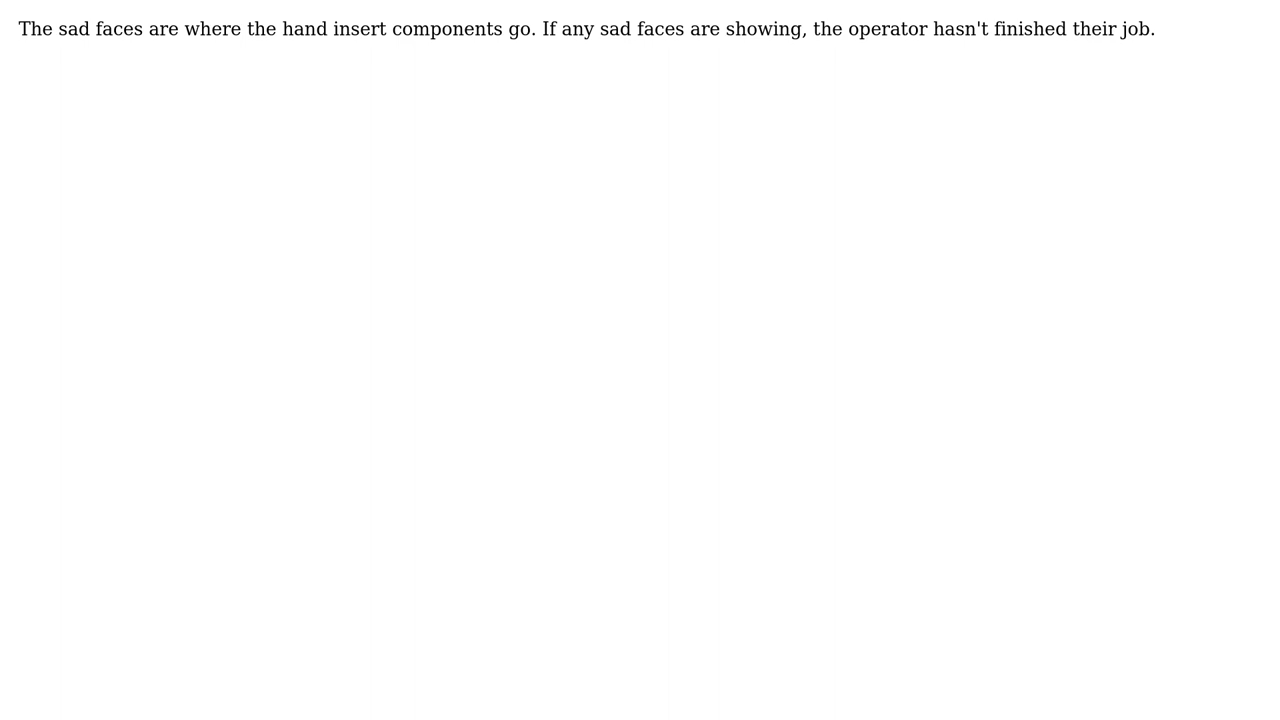 The sad faces are where the hand insert components go. If any sad faces are showing, the operator hasn't finished their job.